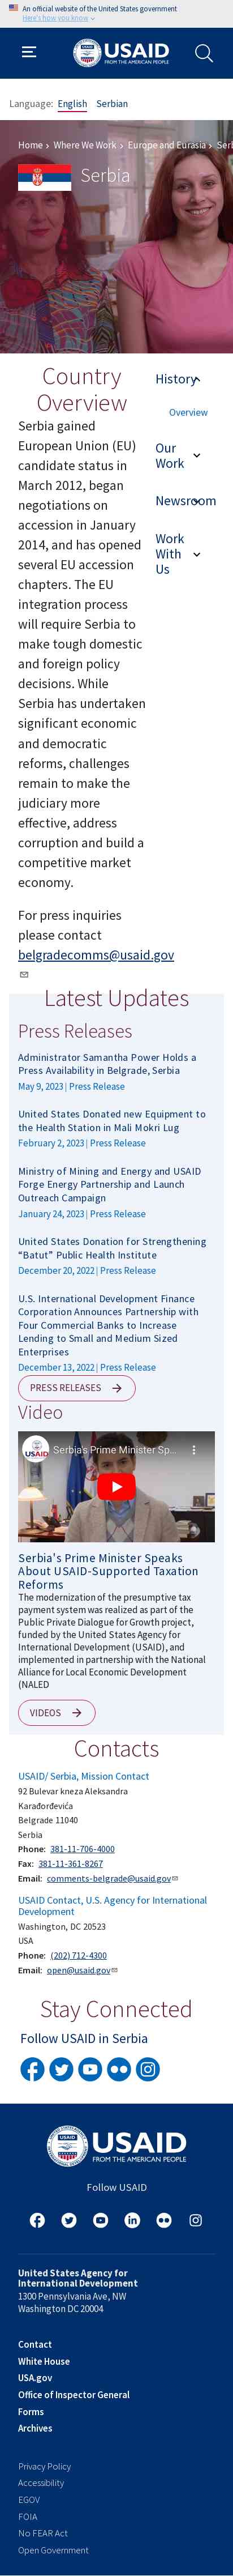 An official website of the United States government
Here's how you know
USAID
FROM THE AMERICAN PEOPLE
Language: English Serbian
Home > Where We Work > Europe and Eurasia > Ser
Serbia
Country
Overview
Serbia gained
European Union (EU)
candidate status in
March 2012, began
negotiations on
accession in January
2014, and has opened
several EU accession
chapters. The EU
integration process
will require Serbia to
make tough domestic
and foreign policy
decisions. While
Serbia has undertaken
significant economic
and democratic
reforms, challenges
remain to make the
judiciary more
effective, address
corruption and build a
competitive market
economy.
For press inquiries
please contact
belgradecomms@usaid.gov
History
Overview
Our
Work
Newsroom
Work
With
Us
Latest Updates
Press Releases
Administrator Samantha Power Holds a
Press Availability in Belgrade, Serbia
May 9, 2023 | Press Release
United States Donated new Equipment to
the Health Station in Mali Mokri Lug
February 2, 2023 | Press Release
Ministry of Mining and Energy and USAID
Forge Energy Partnership and Launch
Outreach Campaign
January 24, 2023 | Press Release
United States Donation for Strengthening
“Batut” Public Health Institute
December 20, 2022 | Press Release
U.S. International Development Finance
Corporation Announces Partnership with
Four Commercial Banks to Increase
Lending to Small and Medium Sized
Enterprises
December 13, 2022 | Press Release
PRESS RELEASES
Video
USAID
Serbia's Prime Minister Sp...
Serbia's Prime Minister Speaks
About USAID-Supported Taxation
Reforms
The modernization of the presumptive tax
payment system was realized as part of the
Public Private Dialogue for Growth project,
funded by the United States Agency for
International Development (USAID), and
implemented in partnership with the National
Alliance for Local Economic Development
(NALED
VIDEOS
Contacts
USAID/ Serbia, Mission Contact
92 Bulevar kneza Aleksandra
Karađorđevića
Belgrade 11040
Serbia
Phone: 381-11-706-4000
Fax: 381-11-361-8267
Email: comments-belgrade@usaid.gov
USAID Contact, U.S. Agency for International
Development
Washington, DC 20523
USA
Phone: (202) 712-4300
Email: open@usaid.gov
Stay Connected
Follow USAID in Serbia
USAID
FROM THE AMERICAN PEOPLE
Follow USAID
United States Agency for
International Development
1300 Pennsylvania Ave, NW
Washington DC 20004
Contact
White House
USA.gov
Office of Inspector General
Forms
Archives
Privacy Policy
Accessibility
EGOV
FOIA
No FEAR Act
Open Government